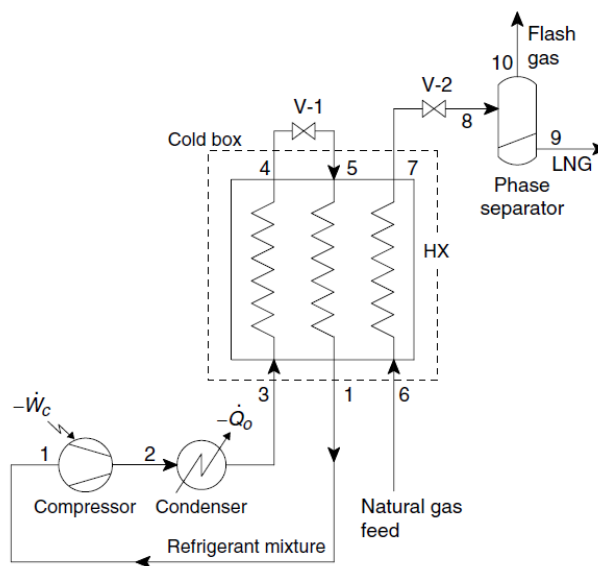 Flash
gas
10
V-2
V-1
8
9
LNG
Cold box
4
5
7
Phase
separator
HX
3
1
6
−Ẇc
−Q̇o
1
2
Compressor
Condenser
Natural gas
feed
Refrigerant mixture